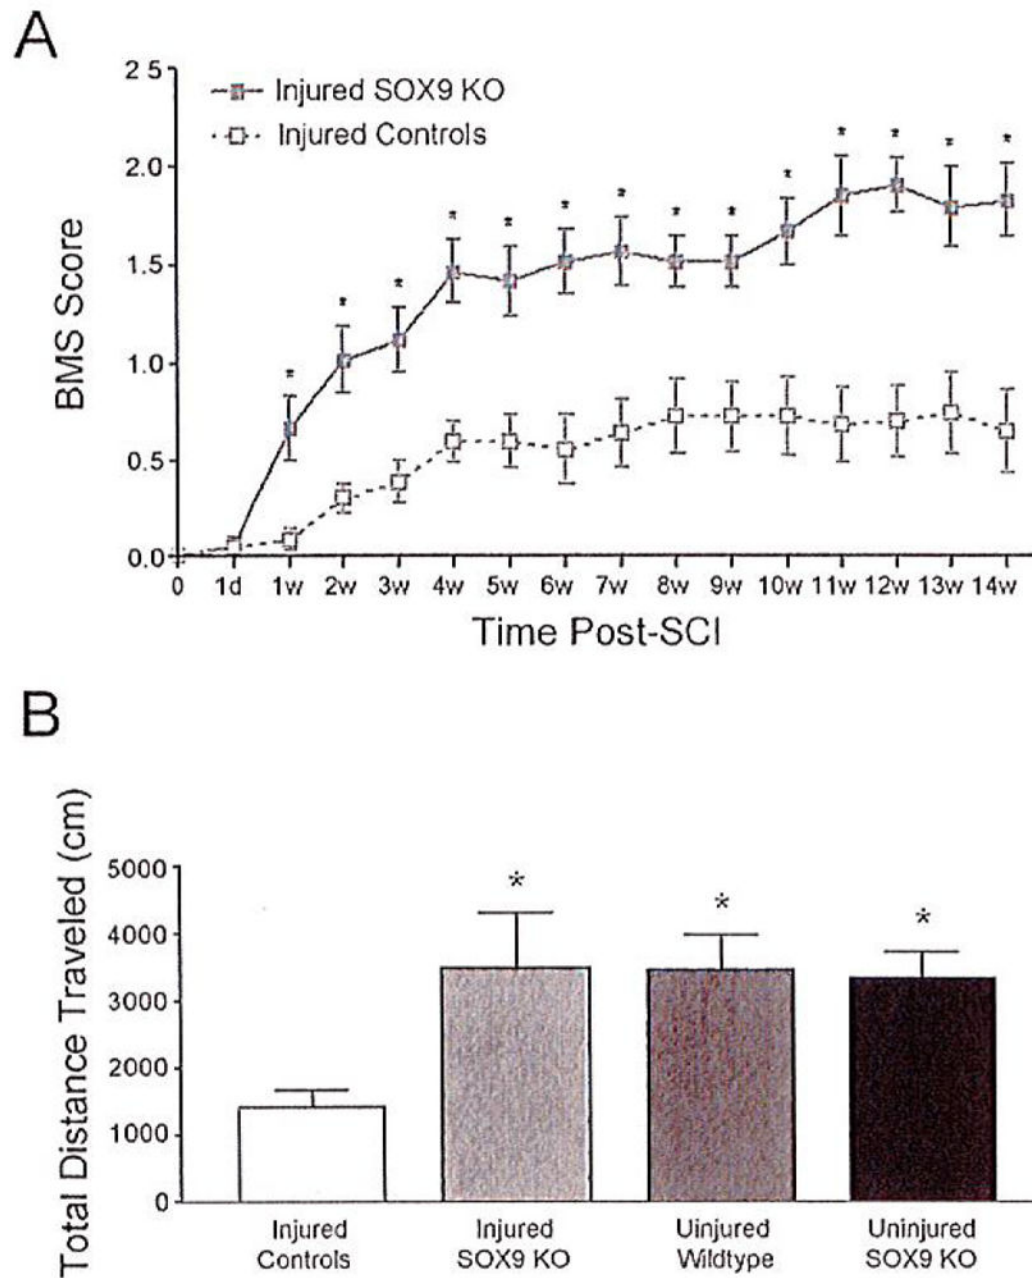 A
2.5
Injured SOX9 KO
Injured Controls
2.0
1.5
1.0
0.5
0.0
BMS Score
* * * * * * * * * * * * * *
0 1d 1w 2w 3w 4w 5w 6w 7w 8w 9w 10w 11w 12w 13w 14w
Time Post-SCI
B
Total Distance Traveled (cm)
5000
4000
3000
2000
1000
0
* * *
Injured
Controls
Injured
SOX9 KO
Uinjured
Wildtype
Uninjured
SOX9 KO